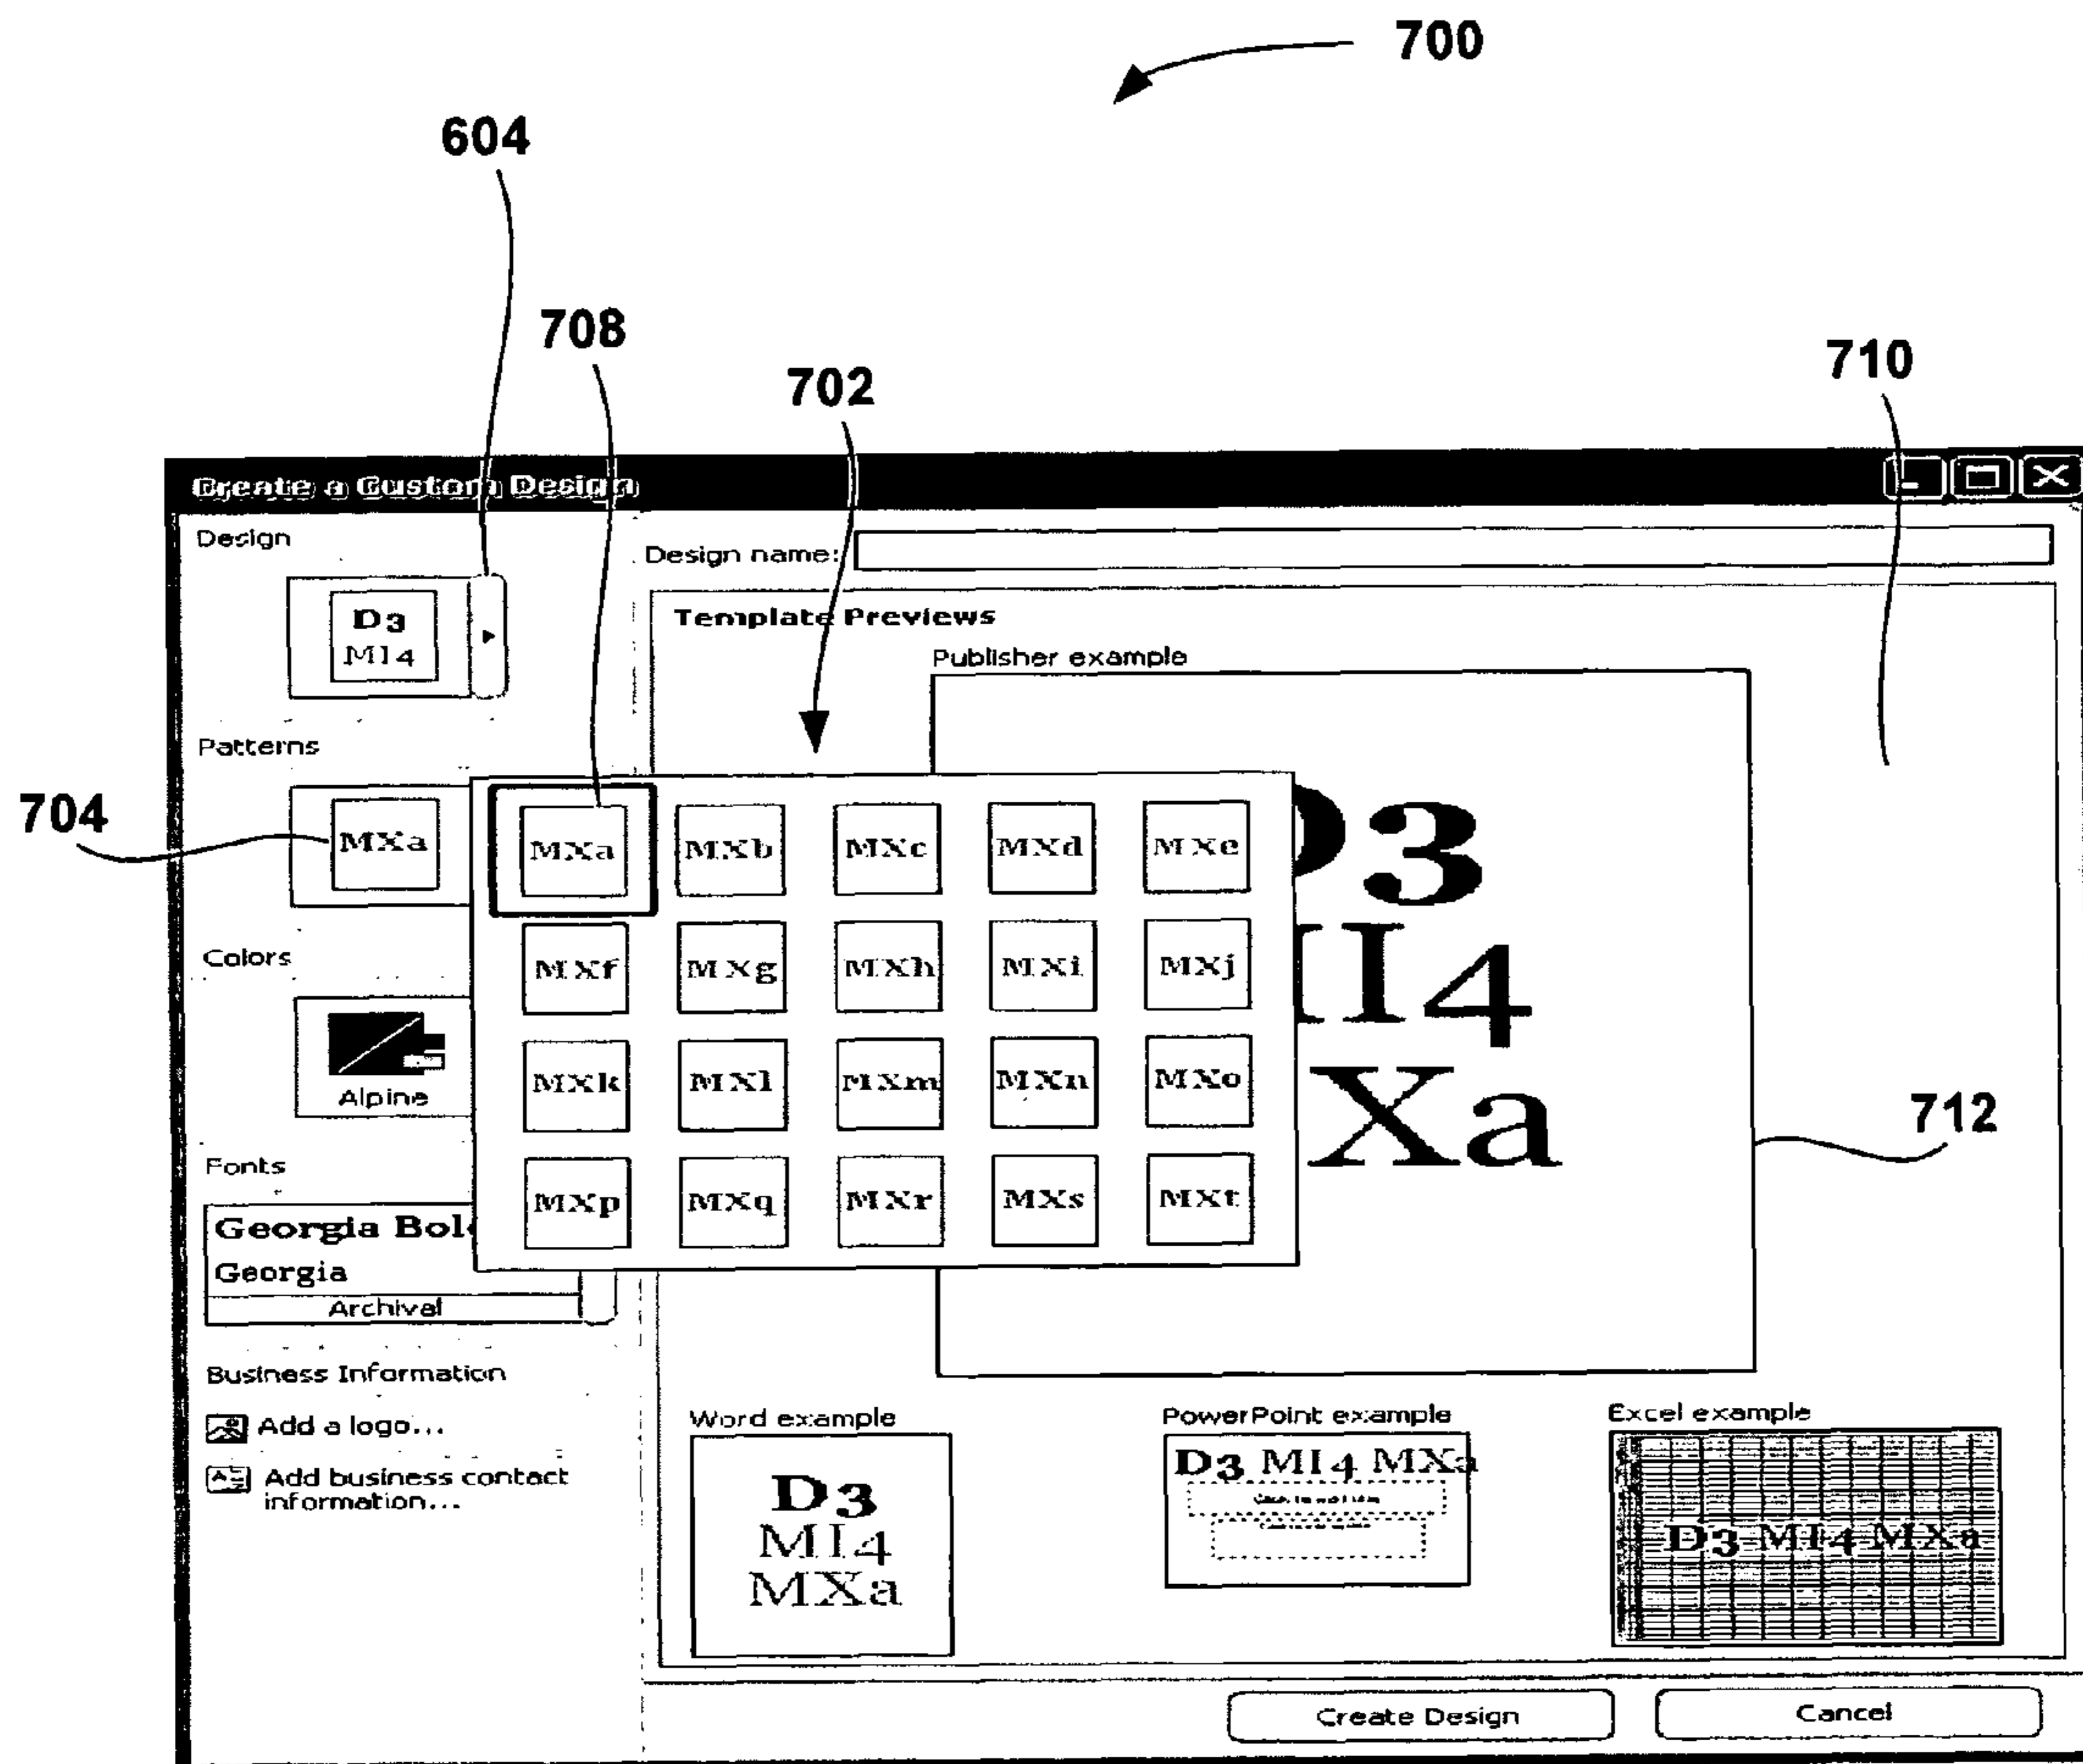 700
604
708
702
710
Create a Custom Design
Design
Design name:
D3
MI4
Template Previews
Publisher example
Patterns
704
MXa
MXa MXb MXc MXd MXe
D3
MXf MXg MXh MXi MXj
I4
Colors
Alpine
MXk MXl MXm MXn MXo
Xa
712
Fonts
MXp MXq MXr MXs MXt
Georgia Bol
Georgia
Archival
Business Information
Add a logo...
Add business contact
information...
Word example
D3
MI4
MXa
PowerPoint example
D3 MI4 MXa
Excel example
D3 MI4 MXa
Create Design
Cancel